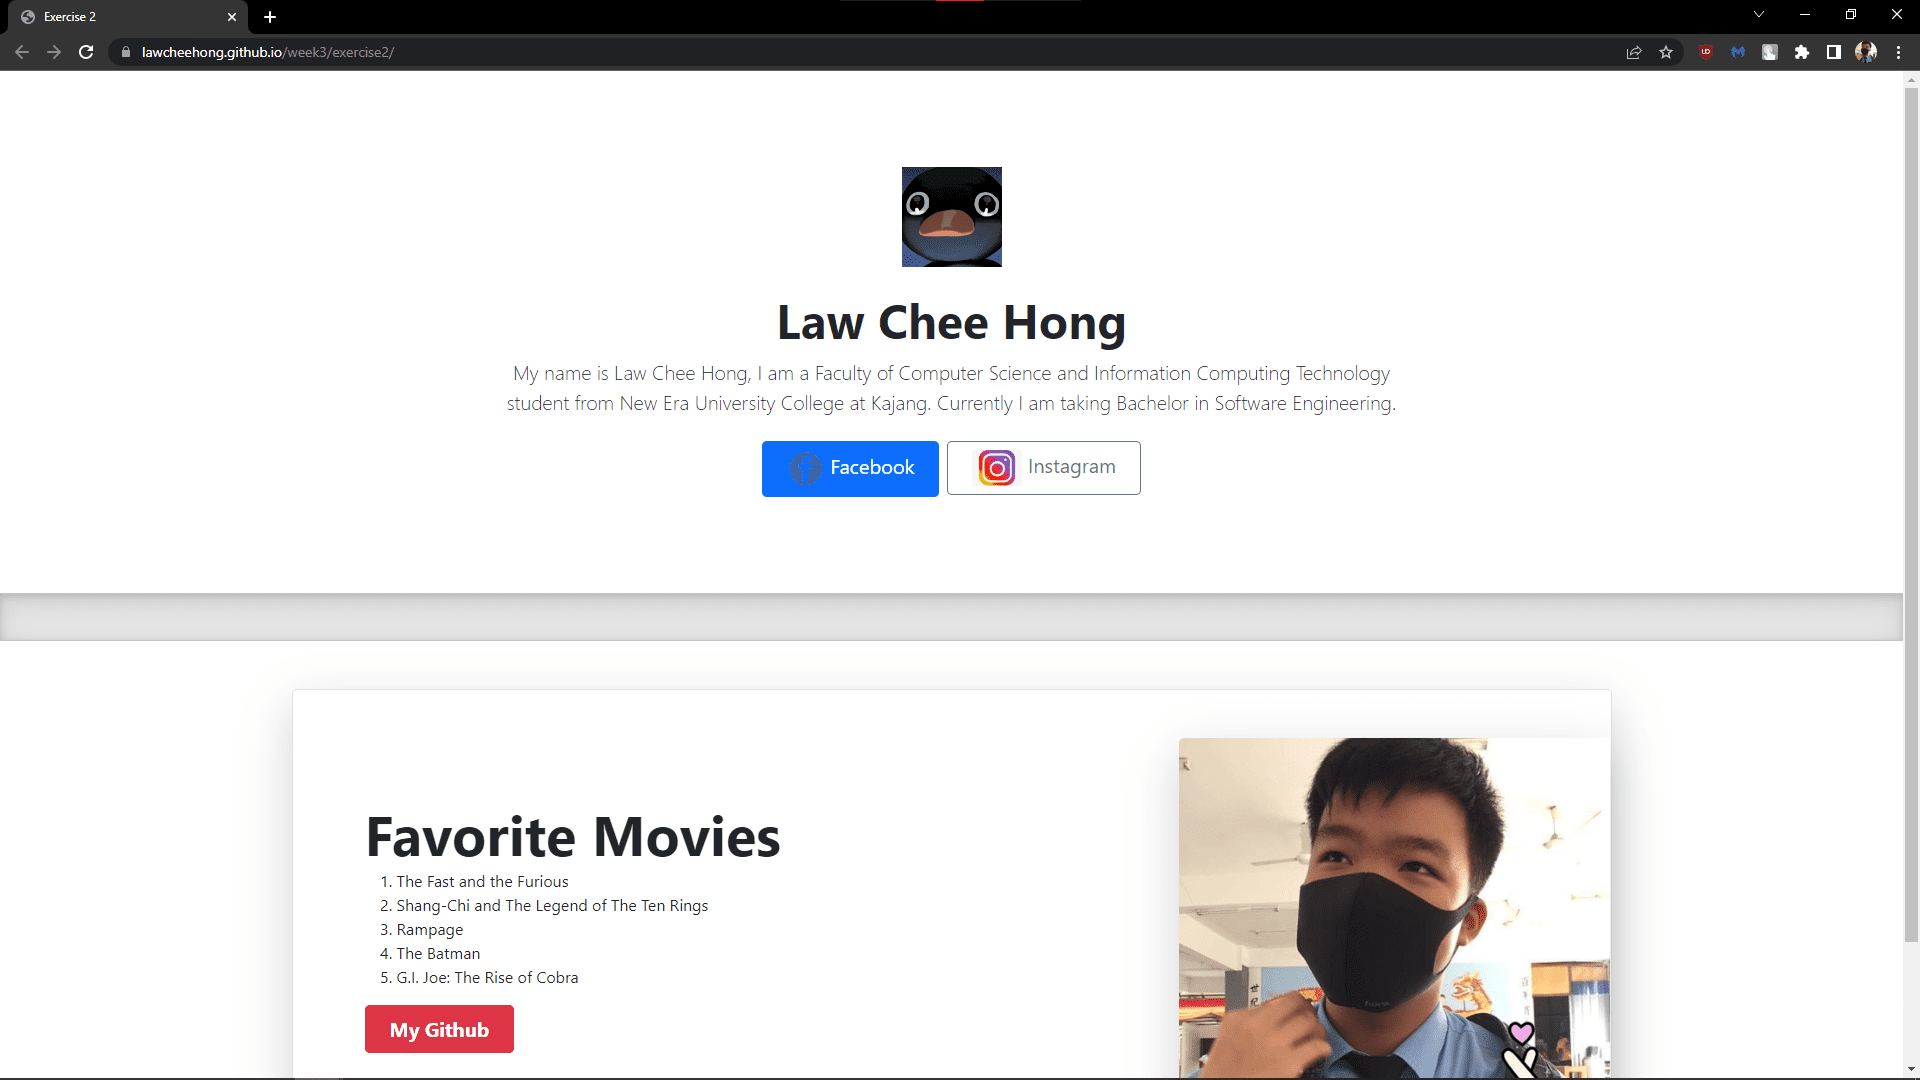 Exercise 2
lawcheehong.github.io/week3/exercise2/
Law Chee Hong
My name is Law Chee Hong, I am a Faculty of Computer Science and Information Computing Technology
student from New Era University College at Kajang. Currently I am taking Bachelor in Software Engineering.
Facebook
Instagram
Favorite Movies
1. The Fast and the Furious
2. Shang-Chi and The Legend of The Ten Rings
3. Rampage
4. The Batman
5. G.I. Joe: The Rise of Cobra
My Github